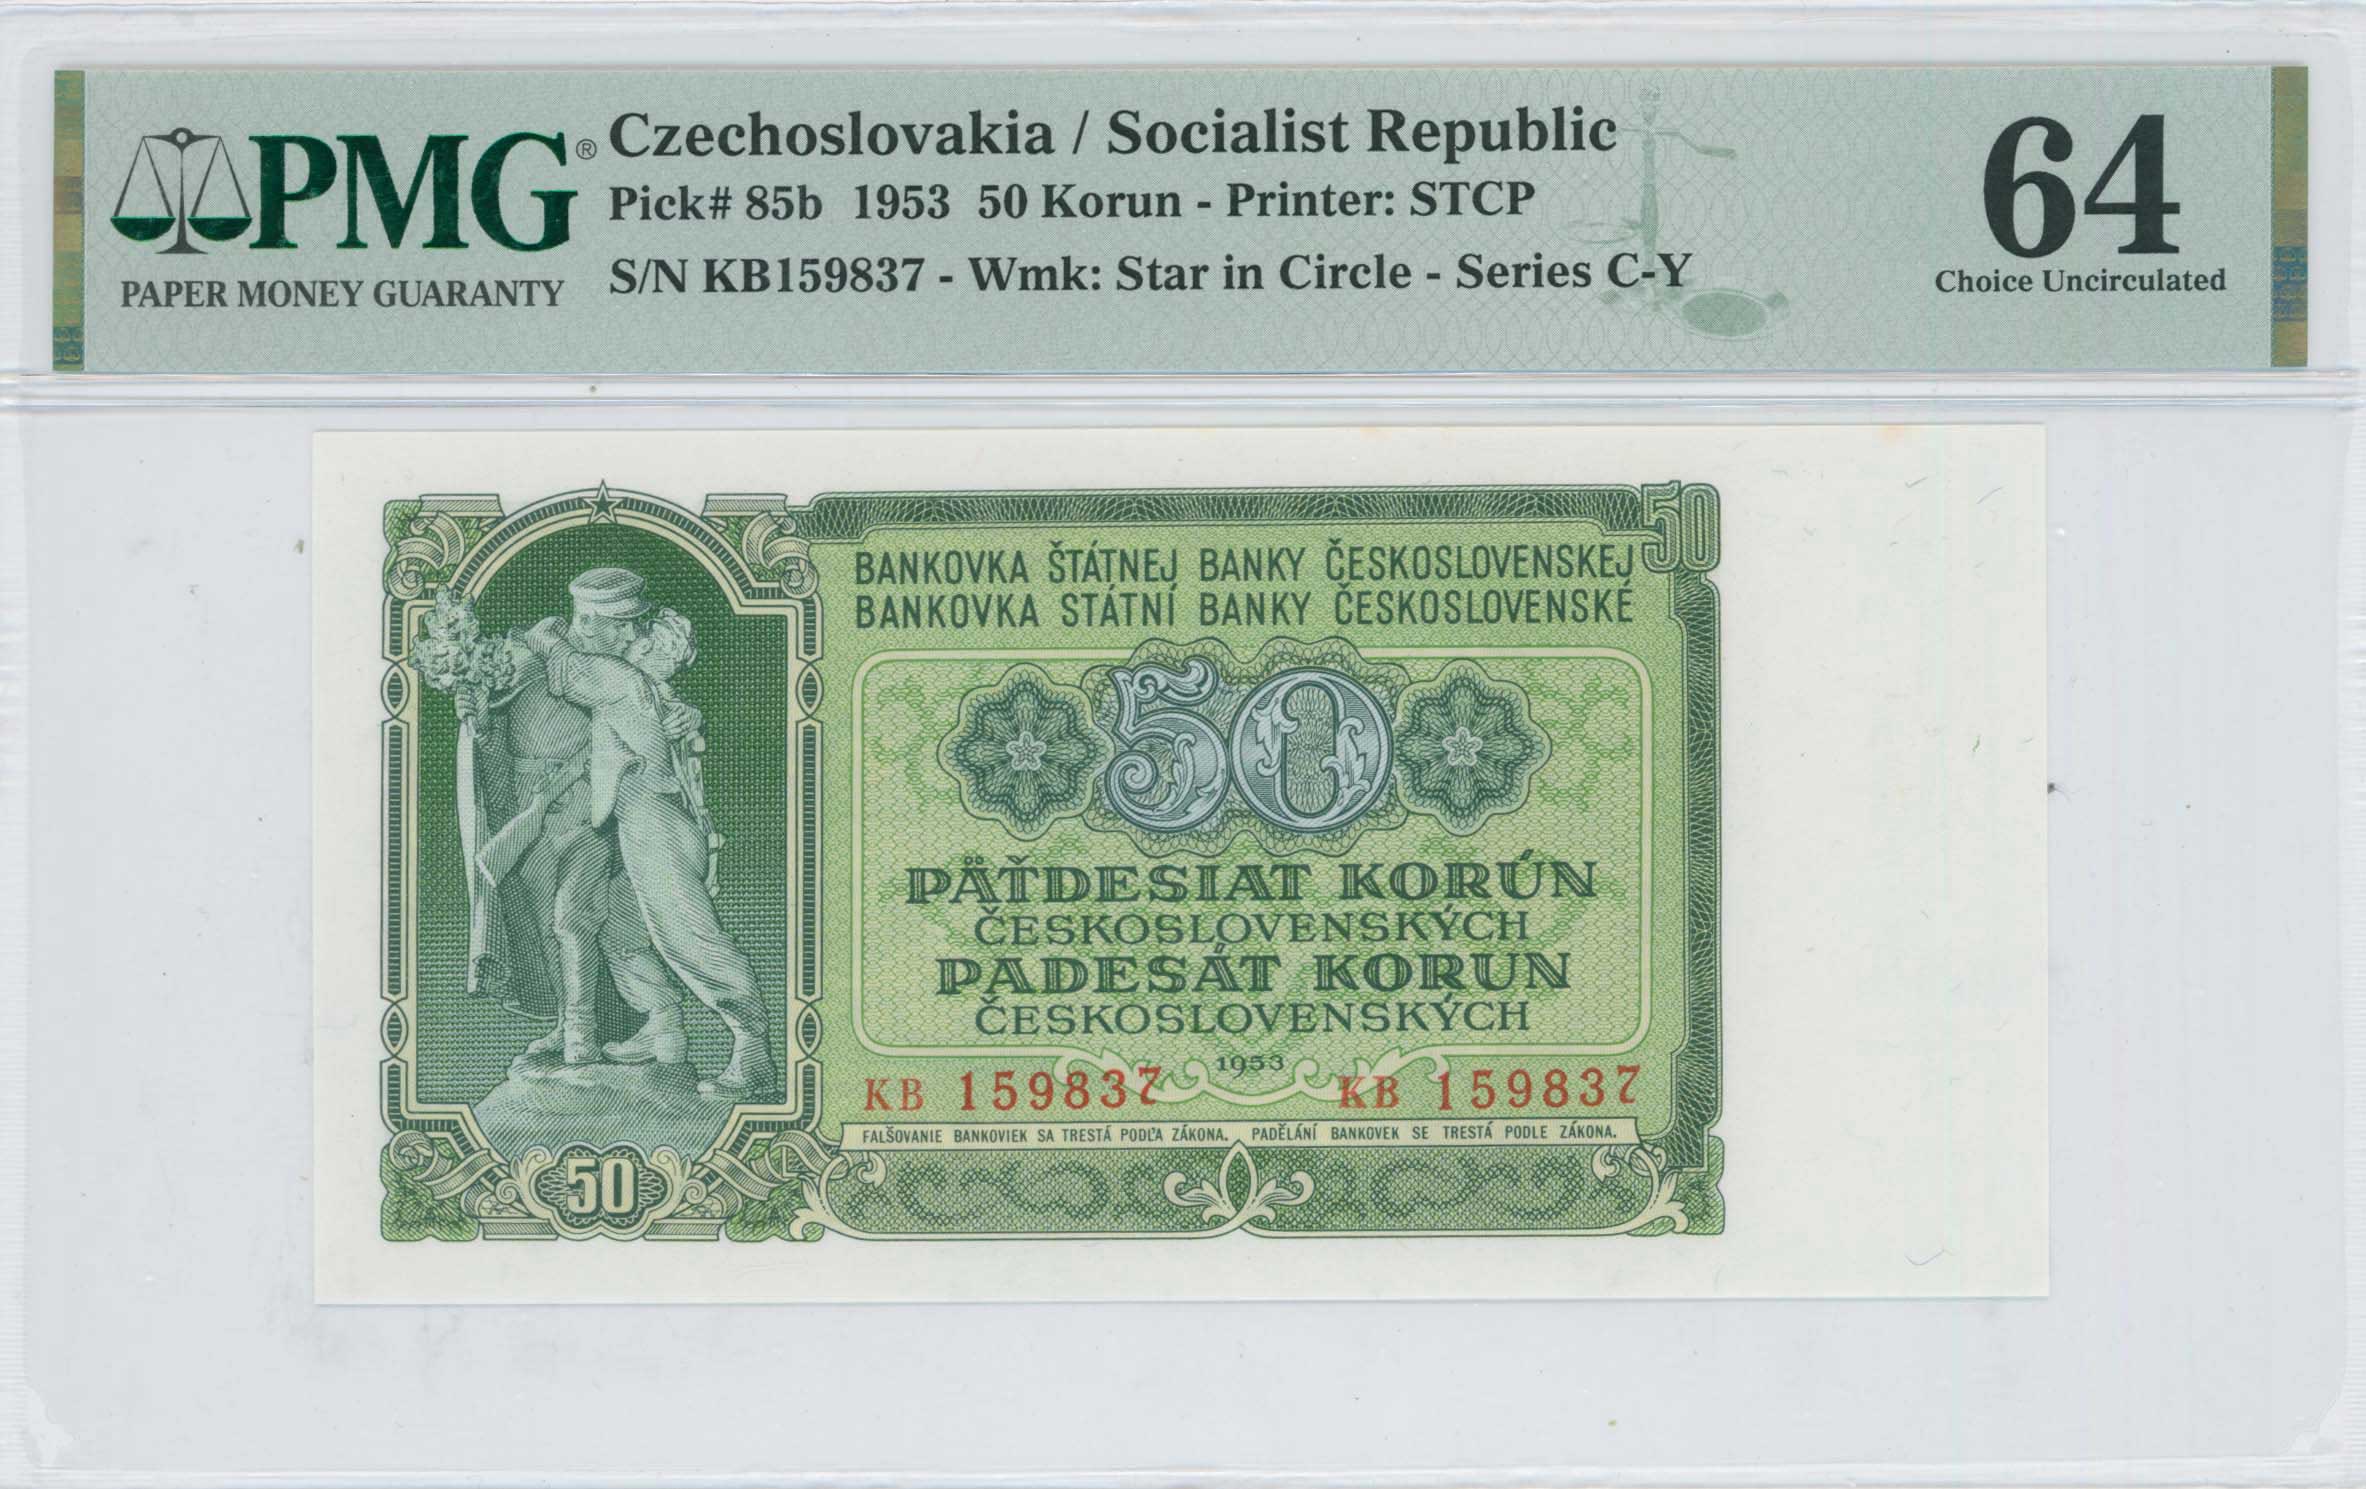 PMG®
PAPER MONEY GUARANTY
Czechoslovakia / Socialist Republic
Pick# 85b 1953 50 Korun - Printer: STCP
S/N KB159837 - Wmk: Star in Circle - Series C-Y
64
Choice Uncirculated
50
BANKOVKA ŠTÁTNEJ BANKY ČESKOSLOVENSKEJ
BANKOVKA STÁTNÍ BANKY ČESKOSLOVENSKÉ
50
PÄŤDESIAT KORÚN
ČESKOSLOVENSKÝCH
PADESÁT KORUN
ČESKOSLOVENSKÝCH
1953
KB 159837 KB 159837
FALŠOVANIE BANKOVIEK SA TRESTÁ PODĽA ZÁKONA. PADĚLÁNÍ BANKOVEK SE TRESTÁ PODLE ZÁKONA.
50